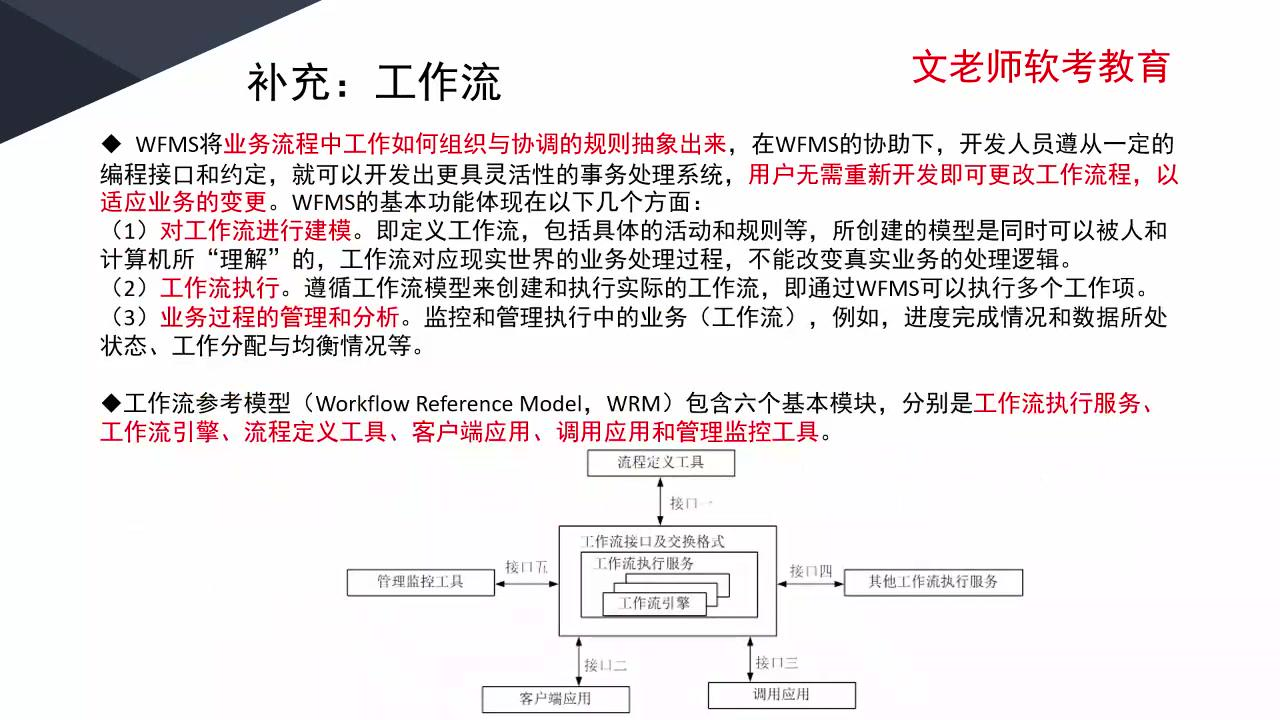 补充：工作流
文老师软考教育
◆ WFMS将业务流程中工作如何组织与协调的规则抽象出来，在WFMS的协助下，开发人员遵从一定的
编程接口和约定，就可以开发出更具灵活性的事务处理系统，用户无需重新开发即可更改工作流程，以
适应业务的变更。WFMS的基本功能体现在以下几个方面：
（1）对工作流进行建模。即定义工作流，包括具体的活动和规则等，所创建的模型是同时可以被人和
计算机所“理解”的，工作流对应现实世界的业务处理过程，不能改变真实业务的处理逻辑。
（2）工作流执行。遵循工作流模型来创建和执行实际的工作流，即通过WFMS可以执行多个工作项。
（3）业务过程的管理和分析。监控和管理执行中的业务（工作流），例如，进度完成情况和数据所处
状态、工作分配与均衡情况等。
◆工作流参考模型（Workflow Reference Model，WRM）包含六个基本模块，分别是工作流执行服务、
工作流引擎、流程定义工具、客户端应用、调用应用和管理监控工具。
流程定义工具
接口一
工作流接口及交换格式
工作流执行服务
工作流引擎
接口五
管理监控工具
接口四
其他工作流执行服务
接口二
接口三
客户端应用
调用应用